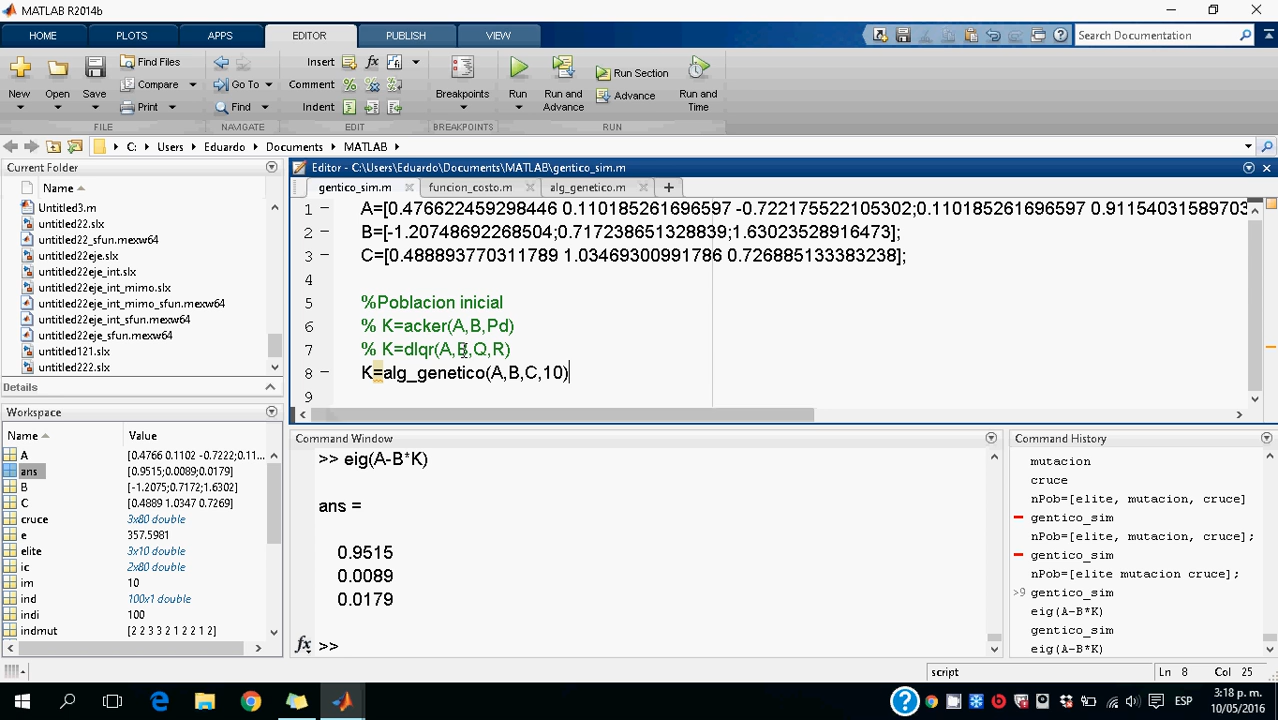 MATLAB R2014b
HOME PLOTS APPS EDITOR PUBLISH VIEW Search Documentation
New Open Save Find Files Compare Print
Go To Find
Insert Comment Indent
Breakpoints Run Run and Advance Run Section Advance Run and Time
FILE NAVIGATE EDIT BREAKPOINTS RUN
C: Users Eduardo Documents MATLAB
Current Folder
Name
Untitled3.m
untitled22.slx
untitled22_sfun.mexw64
untitled22eje.slx
untitled22eje_int.slx
untitled22eje_int_mimo.slx
untitled22eje_int_mimo_sfun.mexw64
untitled22eje_int_sfun.mexw64
untitled22eje_sfun.mexw64
untitled121.slx
untitled222.slx
Details
Workspace
Name Value
A [0.4766 0.1102 -0.7222;0.11...
ans [0.9515;0.0089;0.0179]
B [-1.2075;0.7172;1.6302]
C [0.4889 1.0347 0.7269]
cruce 3x80 double
e 357.5981
elite 3x10 double
ic 2x80 double
im 10
ind 100x1 double
indi 100
indmut [2 2 3 3 2 1 2 2 1 2]
Editor - C:\Users\Eduardo\Documents\MATLAB\gentico_sim.m
gentico_sim.m funcion_costo.m alg_genetico.m
1 A=[0.476622459298446 0.110185261696597 -0.722175522105302;0.110185261696597 0.91154031589703
2 B=[-1.20748692268504;0.717238651328839;1.63023528916473];
3 C=[0.488893770311789 1.03469300991786 0.726885133383238];
4
5 %Poblacion inicial
6 % K=acker(A,B,Pd)
7 % K=dlqr(A,B,Q,R)
8 K=alg_genetico(A,B,C,10)
9
Command Window
>> eig(A-B*K)
ans =
0.9515
0.0089
0.0179
fx >>
Command History
mutacion
cruce
nPob=[elite, mutacion, cruce]
gentico_sim
nPob=[elite, mutacion, cruce];
gentico_sim
nPob=[elite mutacion cruce];
>9 gentico_sim
eig(A-B*K)
gentico_sim
eig(A-B*K)
script Ln 8 Col 25
ESP 3:18 p. m.
10/05/2016